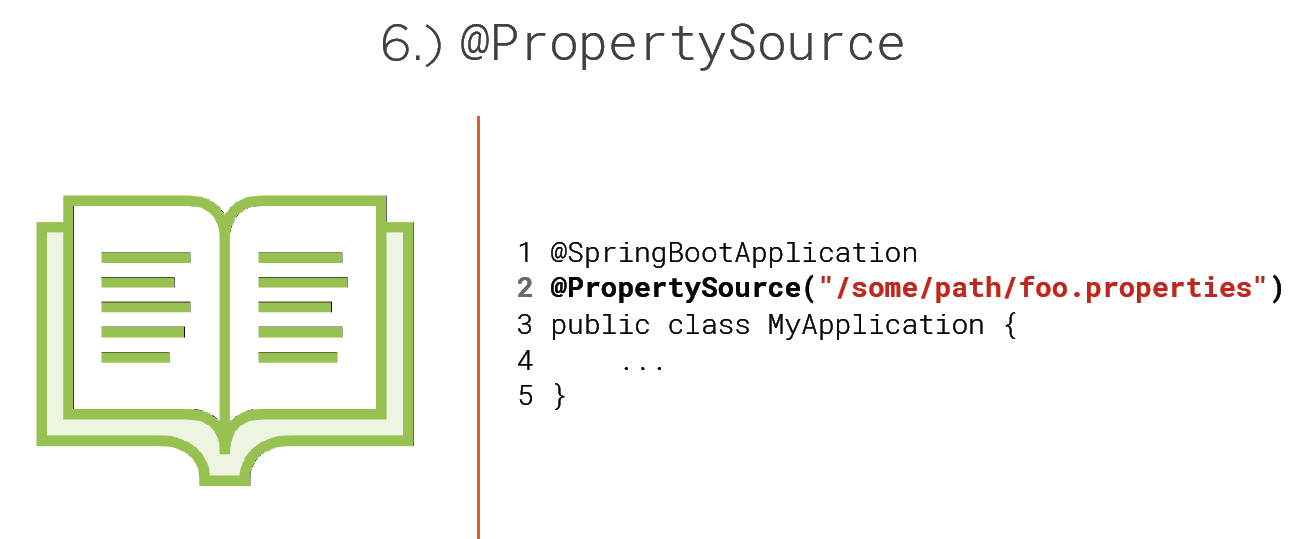 6.) @PropertySource
1 @SpringBootApplication
2 @PropertySource("/some/path/foo.properties")
3 public class MyApplication {
4     ...
5 }